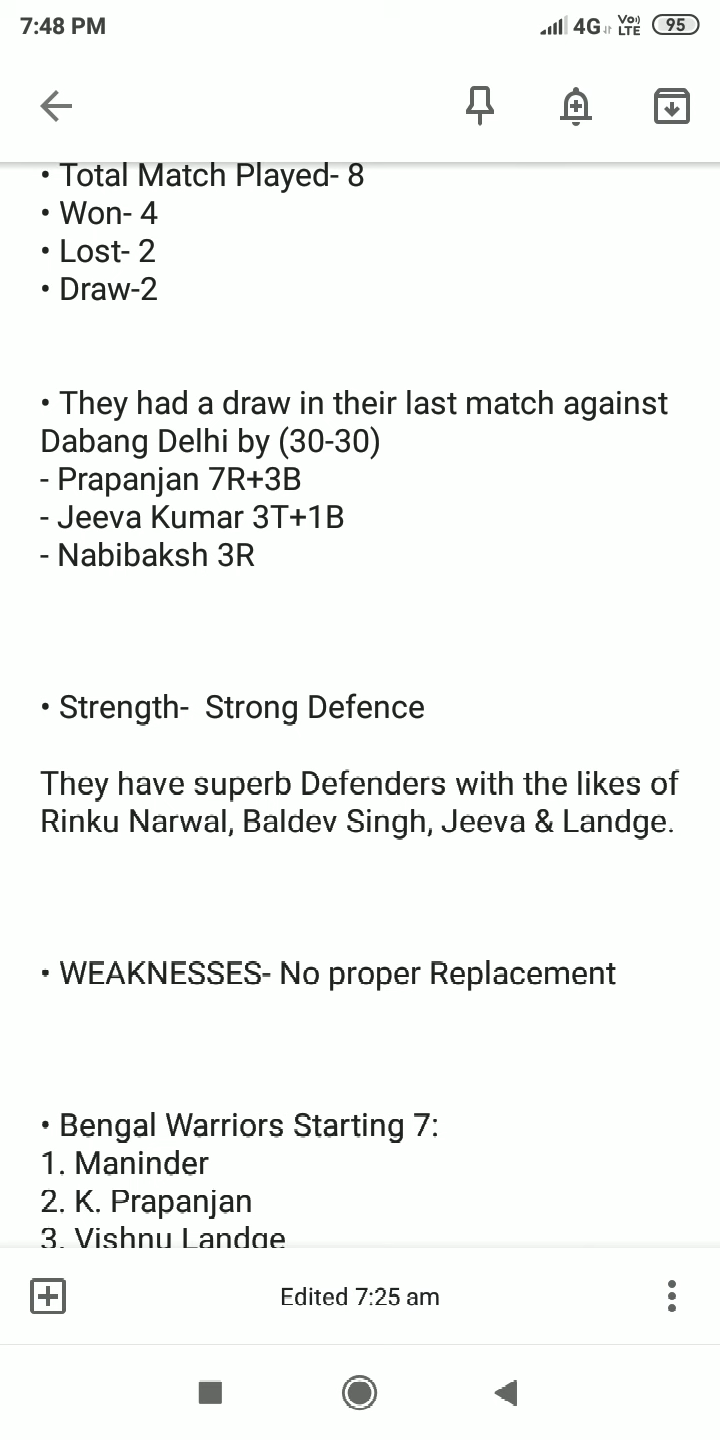 7:48 PM
4G
Vo)
LTE
95
• Total Match Played- 8
• Won- 4
• Lost- 2
• Draw-2
• They had a draw in their last match against
Dabang Delhi by (30-30)
- Prapanjan 7R+3B
- Jeeva Kumar 3T+1B
- Nabibaksh 3R
• Strength-  Strong Defence
They have superb Defenders with the likes of
Rinku Narwal, Baldev Singh, Jeeva & Landge.
• WEAKNESSES- No proper Replacement
• Bengal Warriors Starting 7:
1. Maninder
2. K. Prapanjan
3. Vishnu Landge
Edited 7:25 am